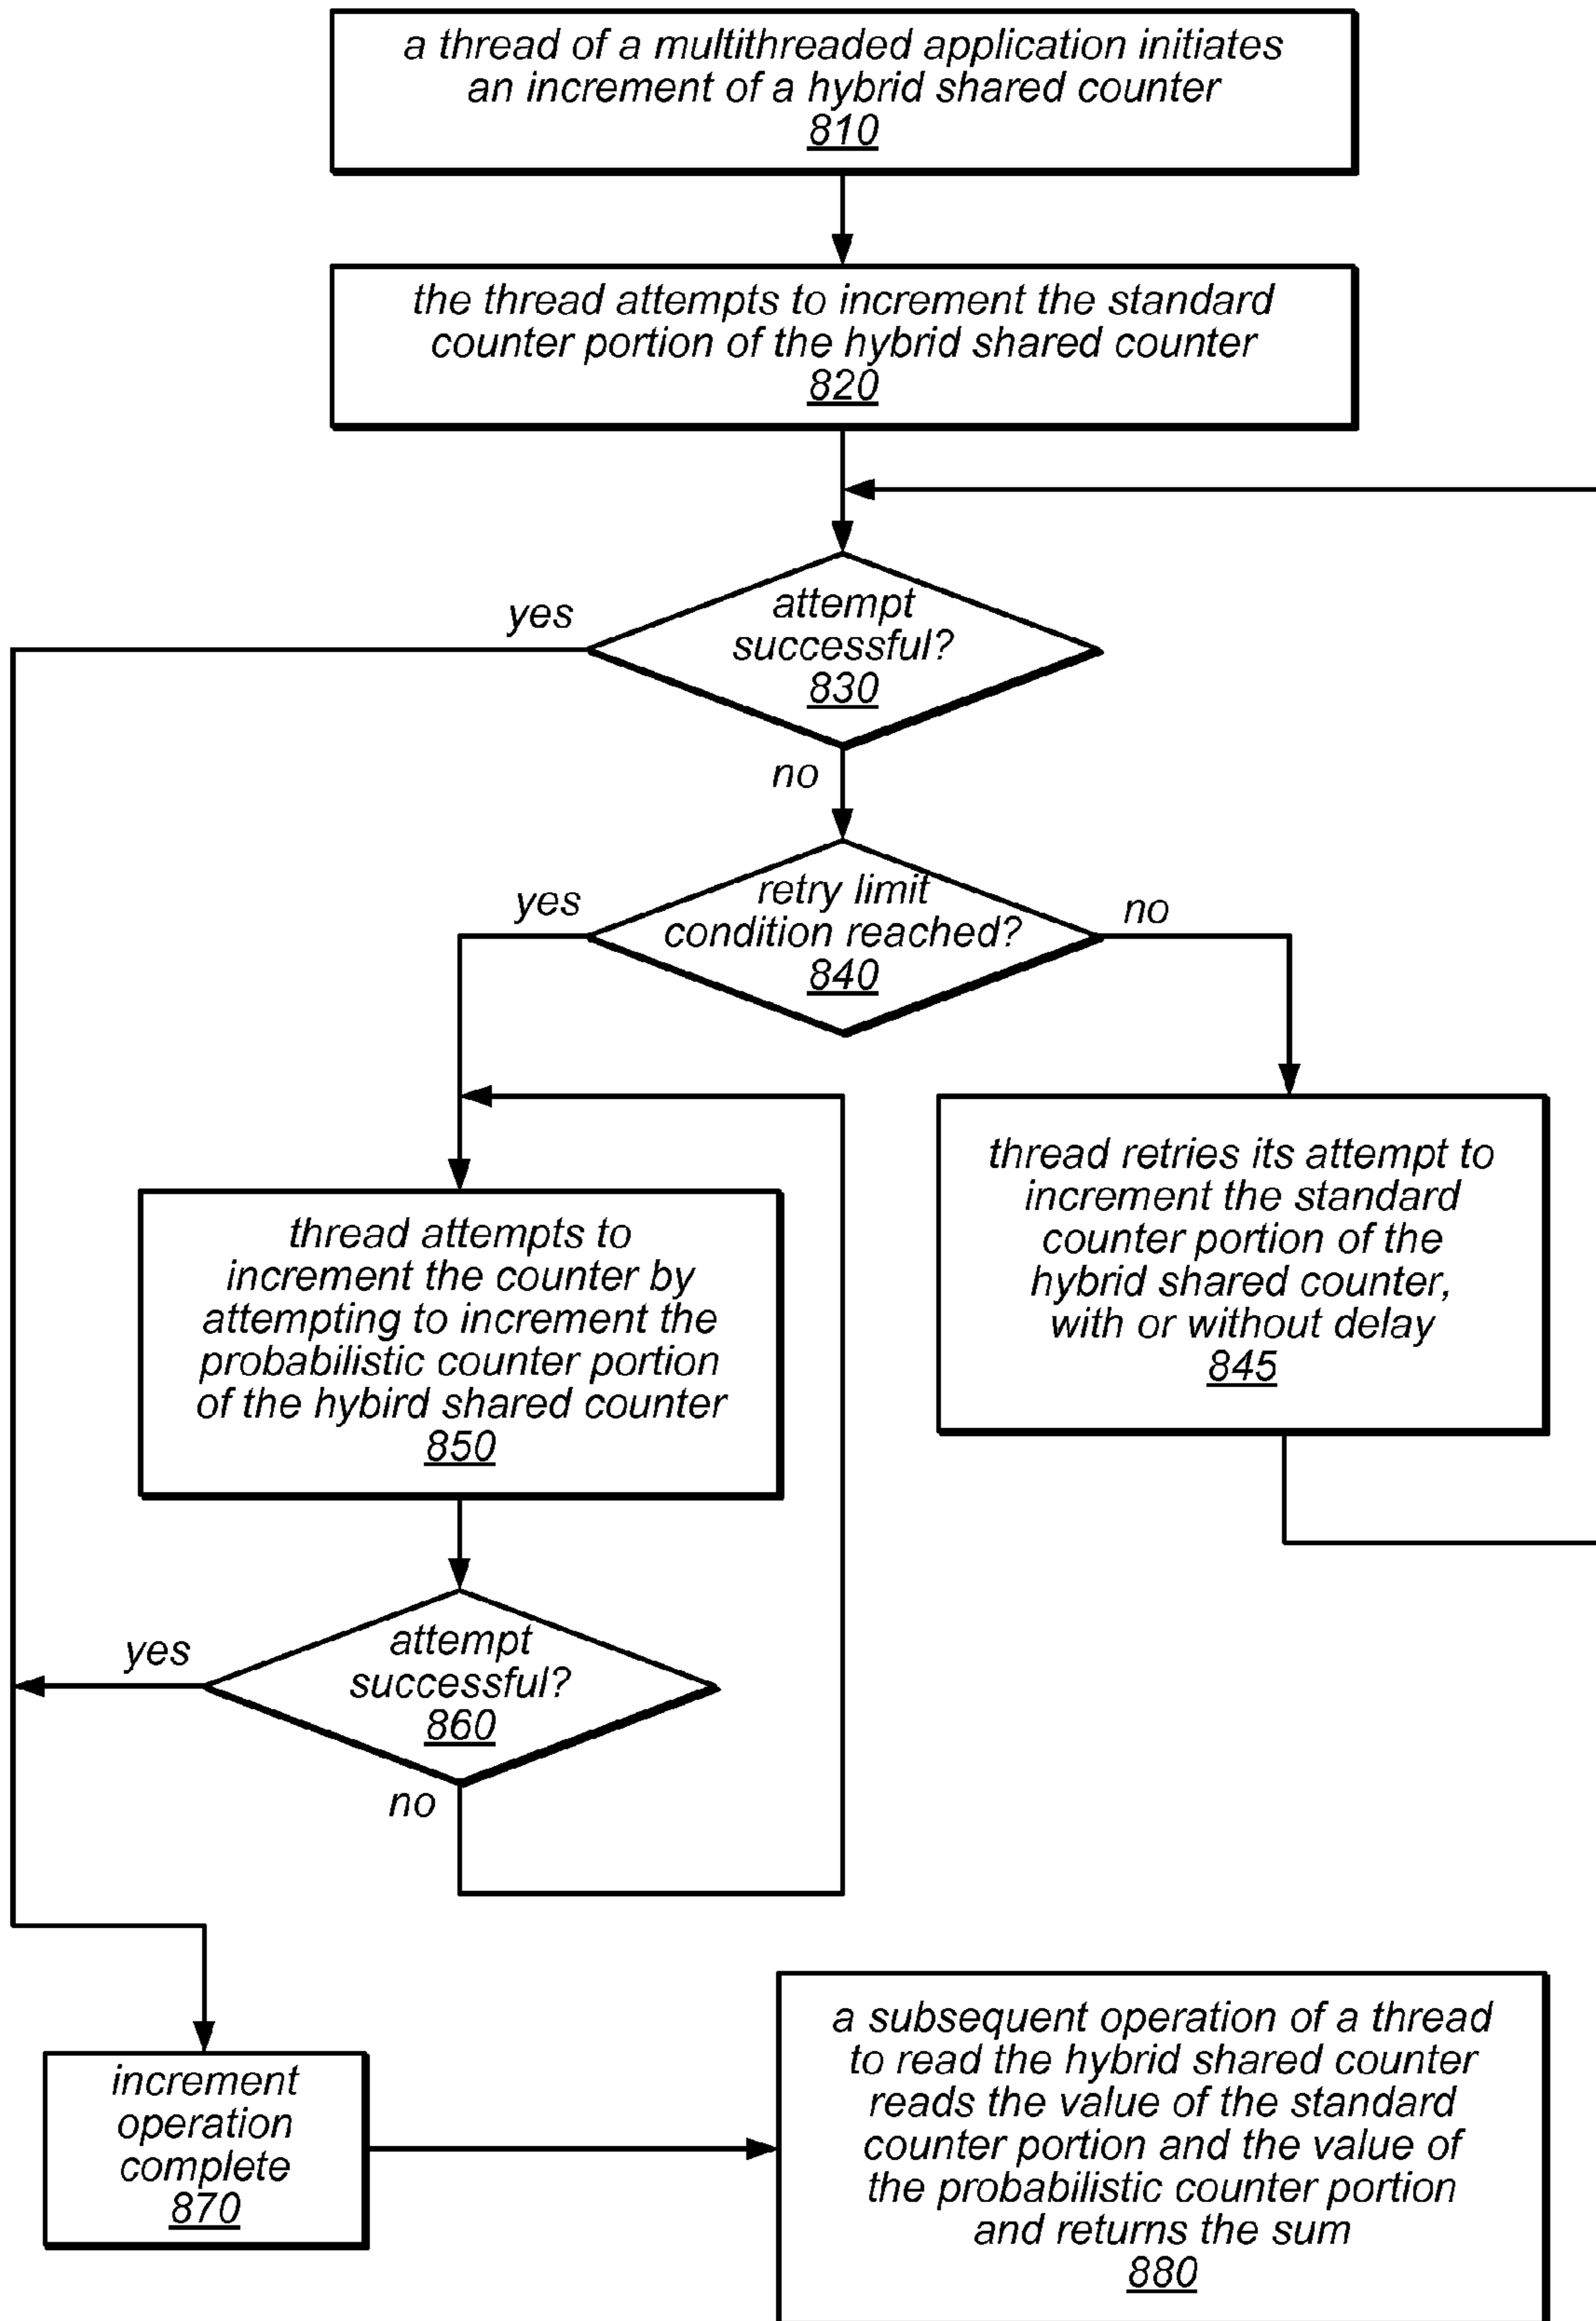 a thread of a multithreaded application initiates
an increment of a hybrid shared counter
810
the thread attempts to increment the standard
counter portion of the hybrid shared counter
820
yes
attempt
successful?
830
no
yes
retry limit
condition reached?
840
no
thread retries its attempt to
increment the standard
counter portion of the
hybrid shared counter,
with or without delay
845
thread attempts to
increment the counter by
attempting to increment the
probabilistic counter portion
of the hybird shared counter
850
yes
attempt
successful?
860
no
increment
operation
complete
870
a subsequent operation of a thread
to read the hybrid shared counter
reads the value of the standard
counter portion and the value of
the probabilistic counter portion
and returns the sum
880